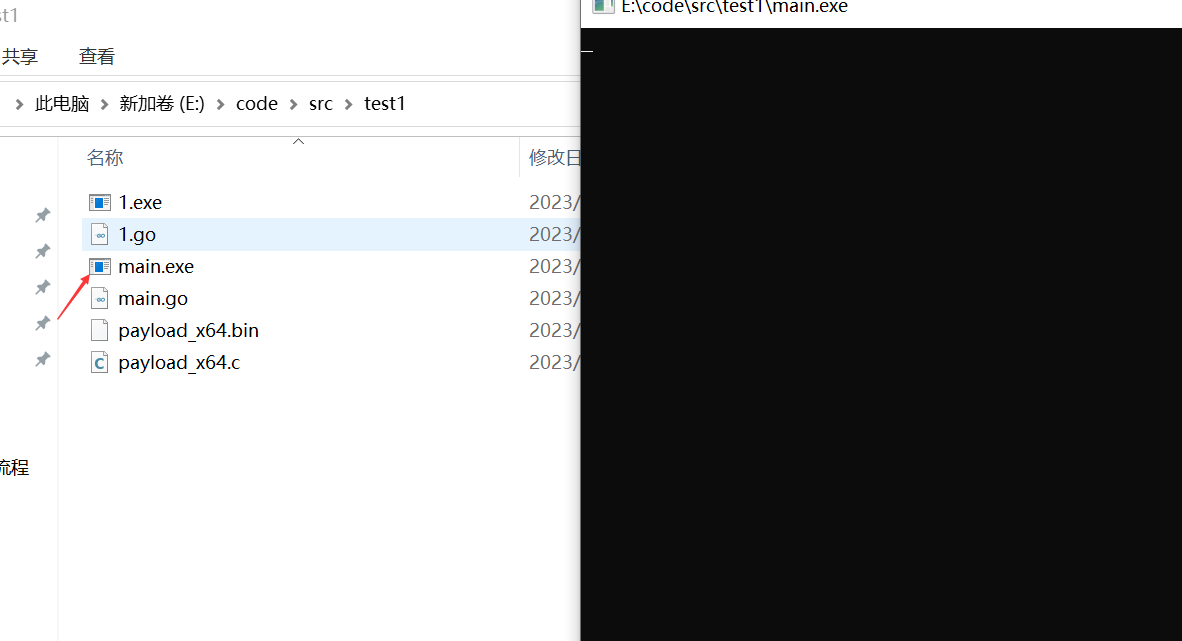 st1
E:\code\src\test1\main.exe
共享 查看
此电脑 新加卷 (E:) code src test1
名称 修改日
1.exe 2023/
1.go 2023/
main.exe 2023/
main.go 2023/
payload_x64.bin 2023/
payload_x64.c 2023/
流程